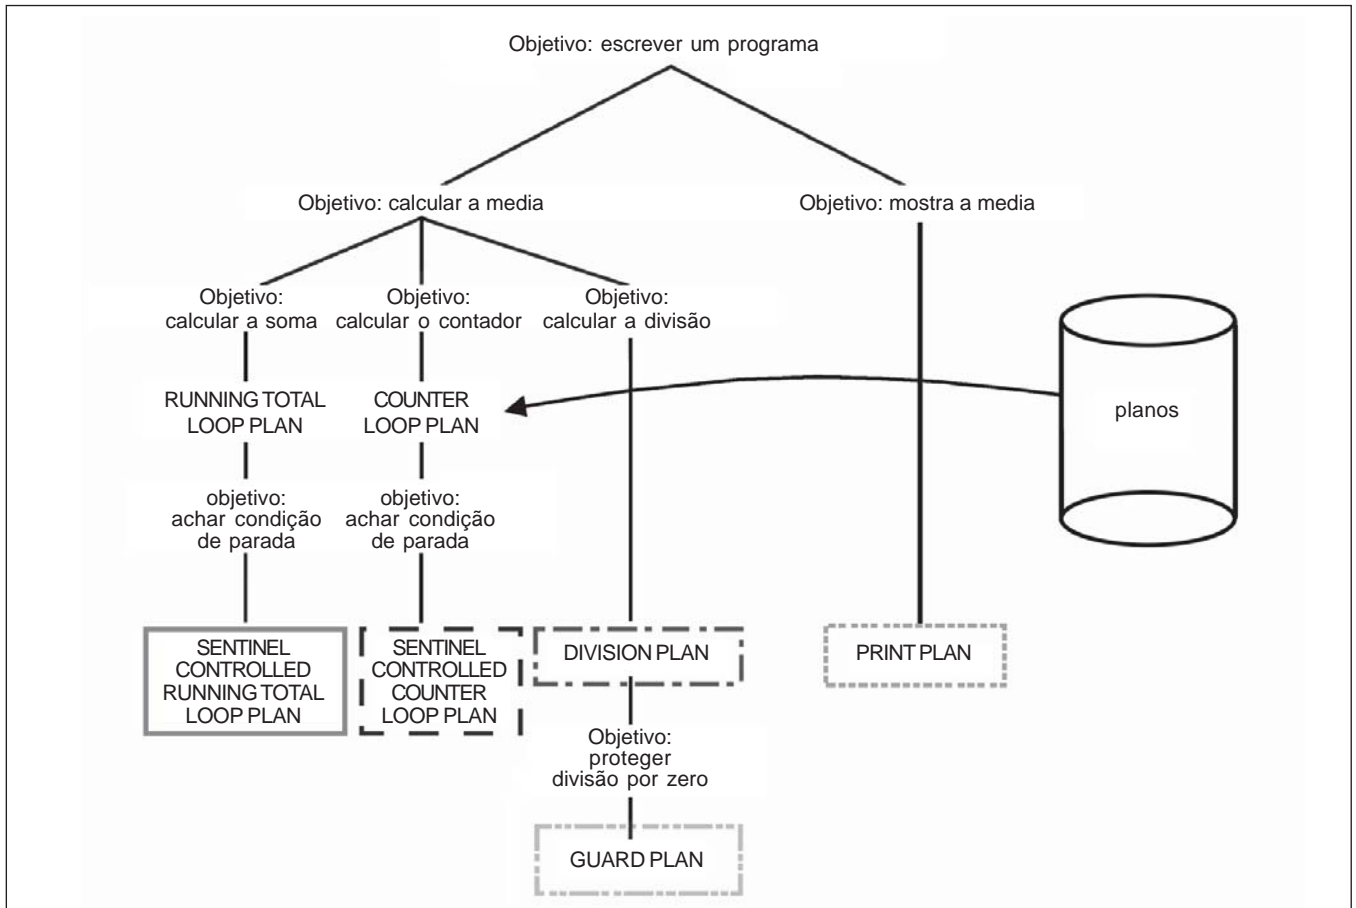 Objetivo: escrever um programa
Objetivo: calcular a media
Objetivo: mostra a media
Objetivo:
calcular a soma
Objetivo:
calcular o contador
Objetivo:
calcular a divisão
RUNNING TOTAL
LOOP PLAN
COUNTER
LOOP PLAN
planos
objetivo:
achar condição
de parada
objetivo:
achar condição
de parada
SENTINEL
CONTROLLED
RUNNING TOTAL
LOOP PLAN
SENTINEL
CONTROLLED
COUNTER
LOOP PLAN
DIVISION PLAN
PRINT PLAN
Objetivo:
proteger
divisão por zero
GUARD PLAN